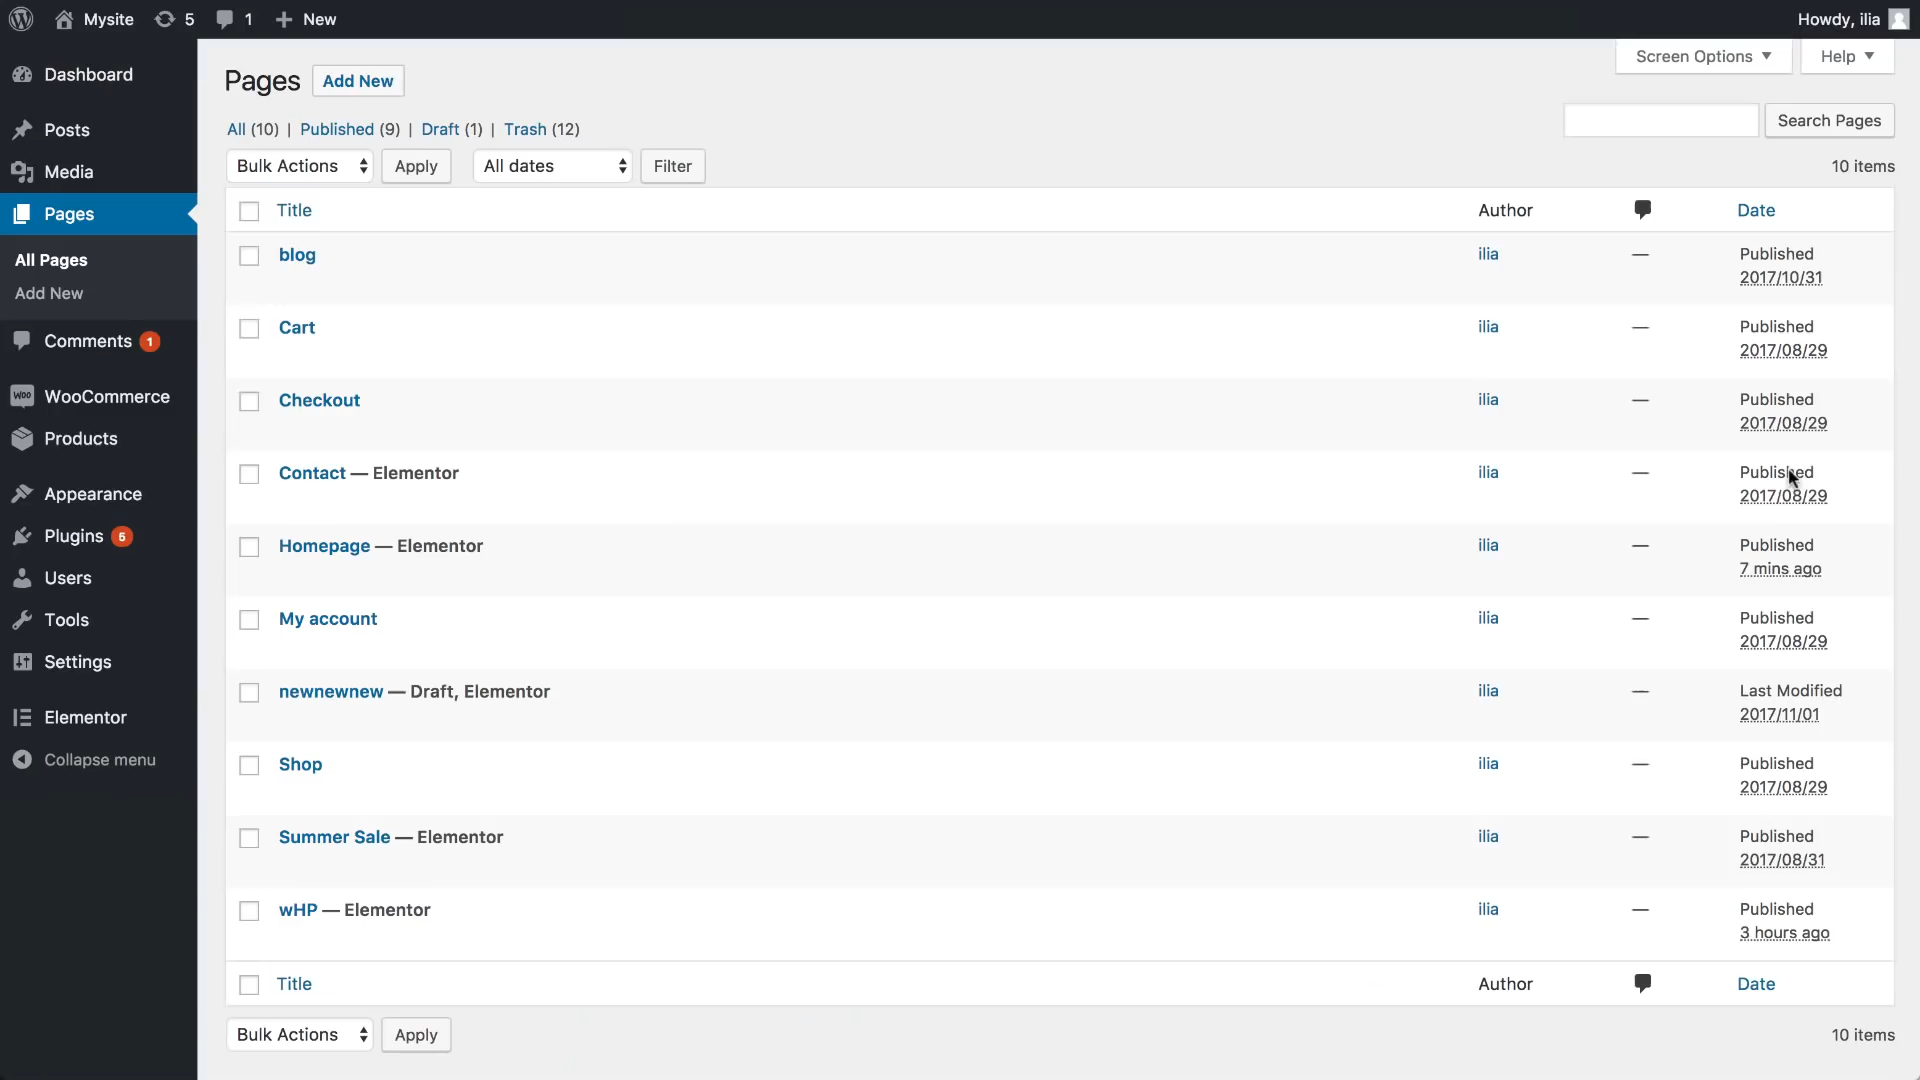 Mysite 5 1 New Howdy, ilia
Dashboard
Posts
Media
Pages
All Pages
Add New
Comments 1
WOO WooCommerce
Products
Appearance
Plugins 6
Users
Tools
Settings
Elementor
Collapse menu
Screen Options Help
Pages Add New
All (10) | Published (9) | Draft (1) | Trash (12)
Search Pages
Bulk Actions Apply All dates Filter 10 items
Title Author Date
blog ilia — Published
2017/10/31
Cart ilia — Published
2017/08/29
Checkout ilia — Published
2017/08/29
Contact — Elementor ilia — Published
2017/08/29
Homepage — Elementor ilia — Published
7 mins ago
My account ilia — Published
2017/08/29
newnewnew — Draft, Elementor ilia — Last Modified
2017/11/01
Shop ilia — Published
2017/08/29
Summer Sale — Elementor ilia — Published
2017/08/31
wHP — Elementor ilia — Published
3 hours ago
Title Author Date
Bulk Actions Apply 10 items